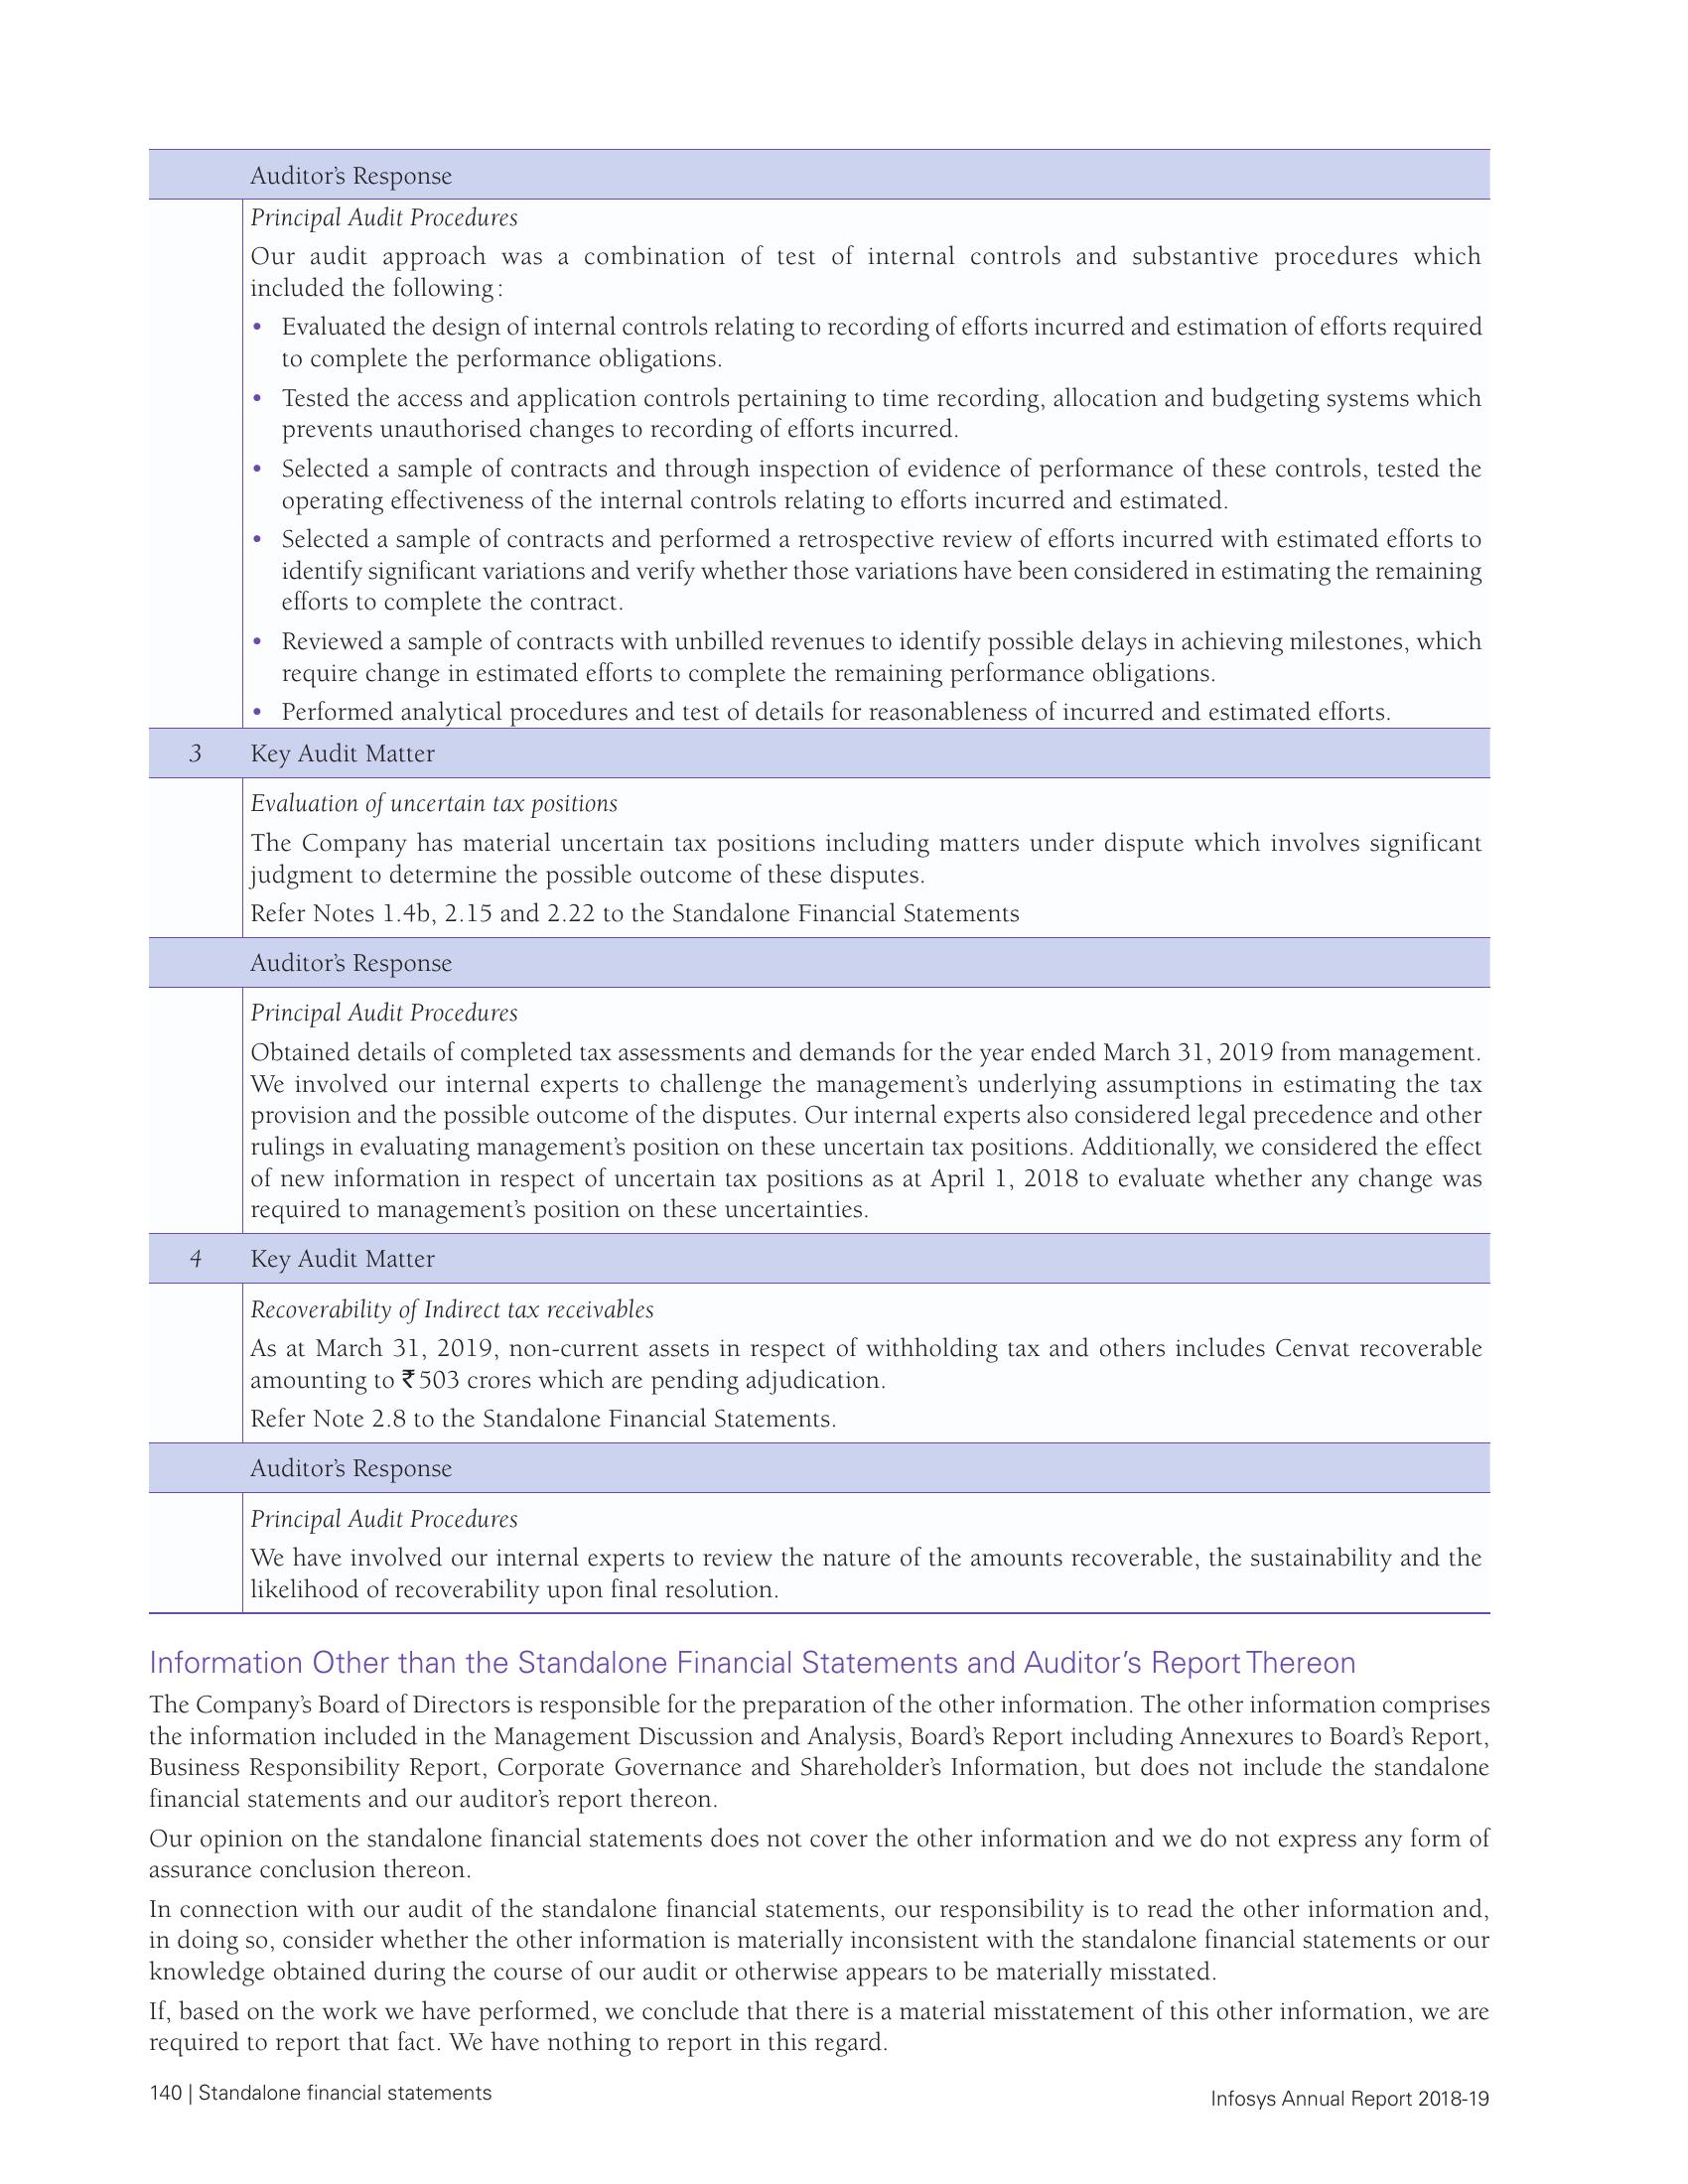 Auditor’s Response
Principal Audit Procedures
Our audit approach was a combination of test of internal controls and substantive procedures which
included the following:
• Evaluated the design of internal controls relating to recording of efforts incurred and estimation of efforts required
to complete the performance obligations.
• Tested the access and application controls pertaining to time recording, allocation and budgeting systems which
prevents unauthorised changes to recording of efforts incurred.
• Selected a sample of contracts and through inspection of evidence of performance of these controls, tested the
operating effectiveness of the internal controls relating to efforts incurred and estimated.
• Selected a sample of contracts and performed a retrospective review of efforts incurred with estimated efforts to
identify significant variations and verify whether those variations have been considered in estimating the remaining
efforts to complete the contract.
• Reviewed a sample of contracts with unbilled revenues to identify possible delays in achieving milestones, which
require change in estimated efforts to complete the remaining performance obligations.
• Performed analytical procedures and test of details for reasonableness of incurred and estimated efforts.
3 Key Audit Matter
Evaluation of uncertain tax positions
The Company has material uncertain tax positions including matters under dispute which involves significant
judgment to determine the possible outcome of these disputes.
Refer Notes 1.4b, 2.15 and 2.22 to the Standalone Financial Statements
Auditor’s Response
Principal Audit Procedures
Obtained details of completed tax assessments and demands for the year ended March 31, 2019 from management.
We involved our internal experts to challenge the management’s underlying assumptions in estimating the tax
provision and the possible outcome of the disputes. Our internal experts also considered legal precedence and other
rulings in evaluating management’s position on these uncertain tax positions. Additionally, we considered the effect
of new information in respect of uncertain tax positions as at April 1, 2018 to evaluate whether any change was
required to management’s position on these uncertainties.
4 Key Audit Matter
Recoverability of Indirect tax receivables
As at March 31, 2019, non-current assets in respect of withholding tax and others includes Cenvat recoverable
amounting to ₹503 crores which are pending adjudication.
Refer Note 2.8 to the Standalone Financial Statements.
Auditor’s Response
Principal Audit Procedures
We have involved our internal experts to review the nature of the amounts recoverable, the sustainability and the
likelihood of recoverability upon final resolution.
Information Other than the Standalone Financial Statements and Auditor’s Report Thereon
The Company’s Board of Directors is responsible for the preparation of the other information. The other information comprises
the information included in the Management Discussion and Analysis, Board’s Report including Annexures to Board’s Report,
Business Responsibility Report, Corporate Governance and Shareholder’s Information, but does not include the standalone
financial statements and our auditor’s report thereon.
Our opinion on the standalone financial statements does not cover the other information and we do not express any form of
assurance conclusion thereon.
In connection with our audit of the standalone financial statements, our responsibility is to read the other information and,
in doing so, consider whether the other information is materially inconsistent with the standalone financial statements or our
knowledge obtained during the course of our audit or otherwise appears to be materially misstated.
If, based on the work we have performed, we conclude that there is a material misstatement of this other information, we are
required to report that fact. We have nothing to report in this regard.
140 | Standalone financial statements
Infosys Annual Report 2018-19